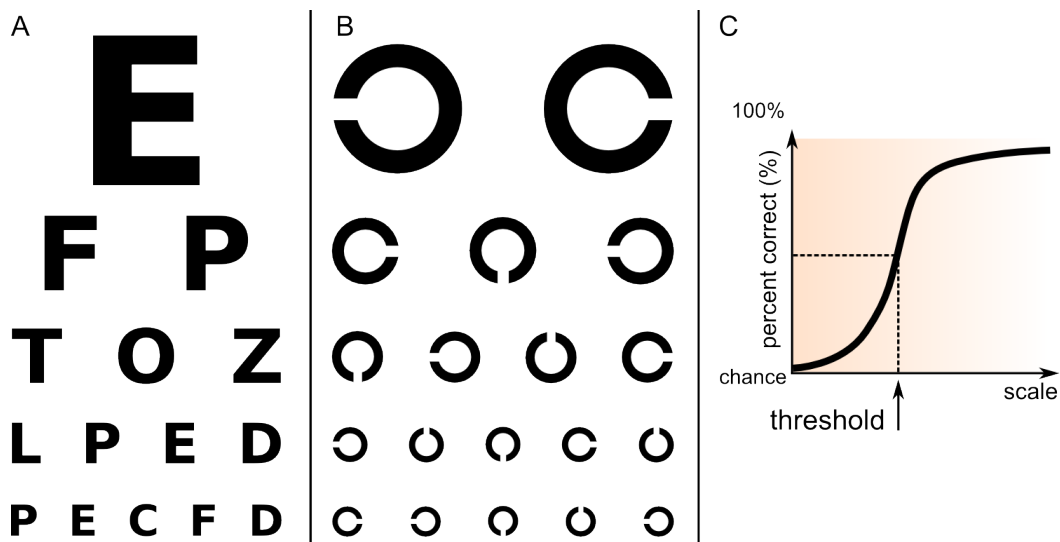 A
E
F P
T O Z
L P E D
P E C F D
B
C
100%
percent correct (%)
chance
scale
threshold